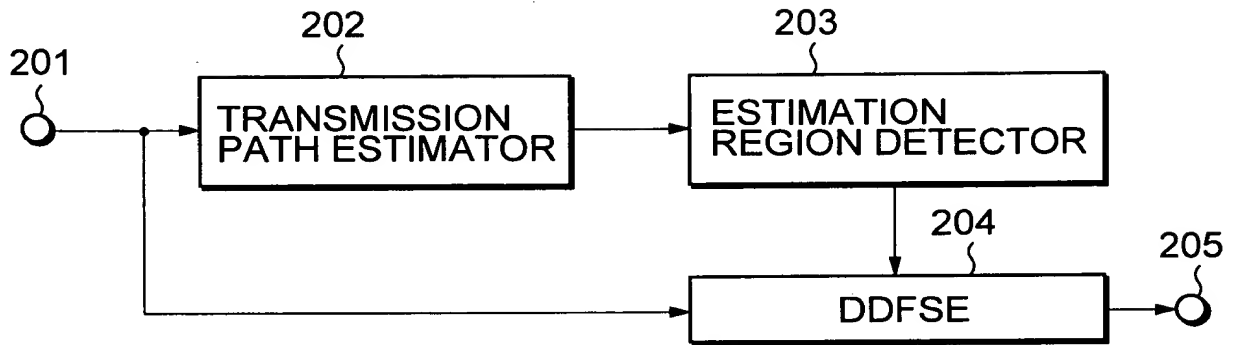 201
202
TRANSMISSION
PATH ESTIMATOR
203
ESTIMATION
REGION DETECTOR
204
DDFSE
205